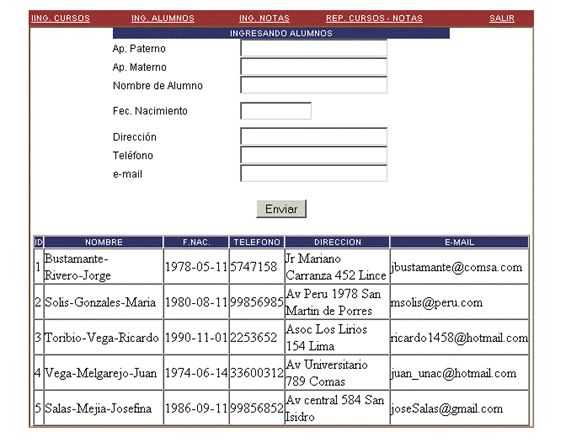 IING. CURSOS ING. ALUMNOS ING. NOTAS REP. CURSOS - NOTAS SALIR
INGRESANDO ALUMNOS
Ap. Paterno
Ap. Materno
Nombre de Alumno
Fec. Nacimiento
Dirección
Teléfono
e-mail
Enviar
ID NOMBRE F.NAC. TELEFONO DIRECCION E-MAIL
1 Bustamante-Rivero-Jorge 1978-05-11 5747158 Jr Mariano Carranza 452 Lince jbustamante@comsa.com
2 Solis-Gonzales-Maria 1980-08-11 99856985 Av Peru 1978 San Martin de Porres msolis@peru.com
3 Toribio-Vega-Ricardo 1990-11-01 2253652 Asoc Los Lirios 154 Lima ricardo1458@hotmail.com
4 Vega-Melgarejo-Juan 1974-06-14 33600312 Av Universitario 789 Comas juan_unac@hotmail.com
5 Salas-Mejia-Josefina 1986-09-11 99856852 Av central 584 San Isidro joseSalas@gmail.com